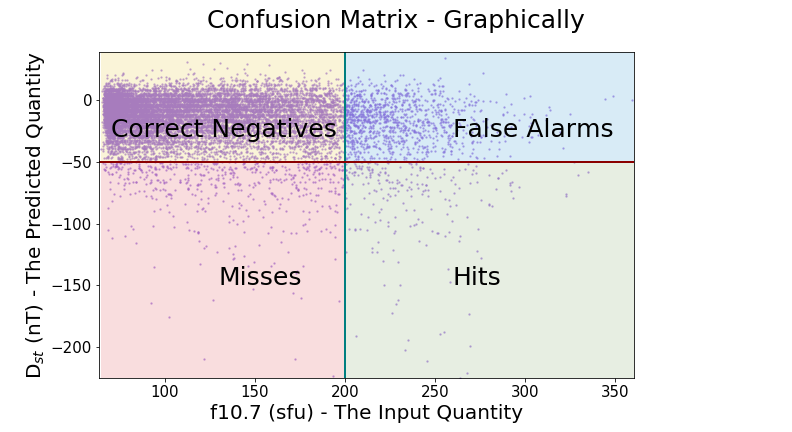 Confusion Matrix - Graphically
D_st (nT) - The Predicted Quantity
0
−50
−100
−150
−200
Correct Negatives
False Alarms
Misses
Hits
100 150 200 250 300 350
f10.7 (sfu) - The Input Quantity